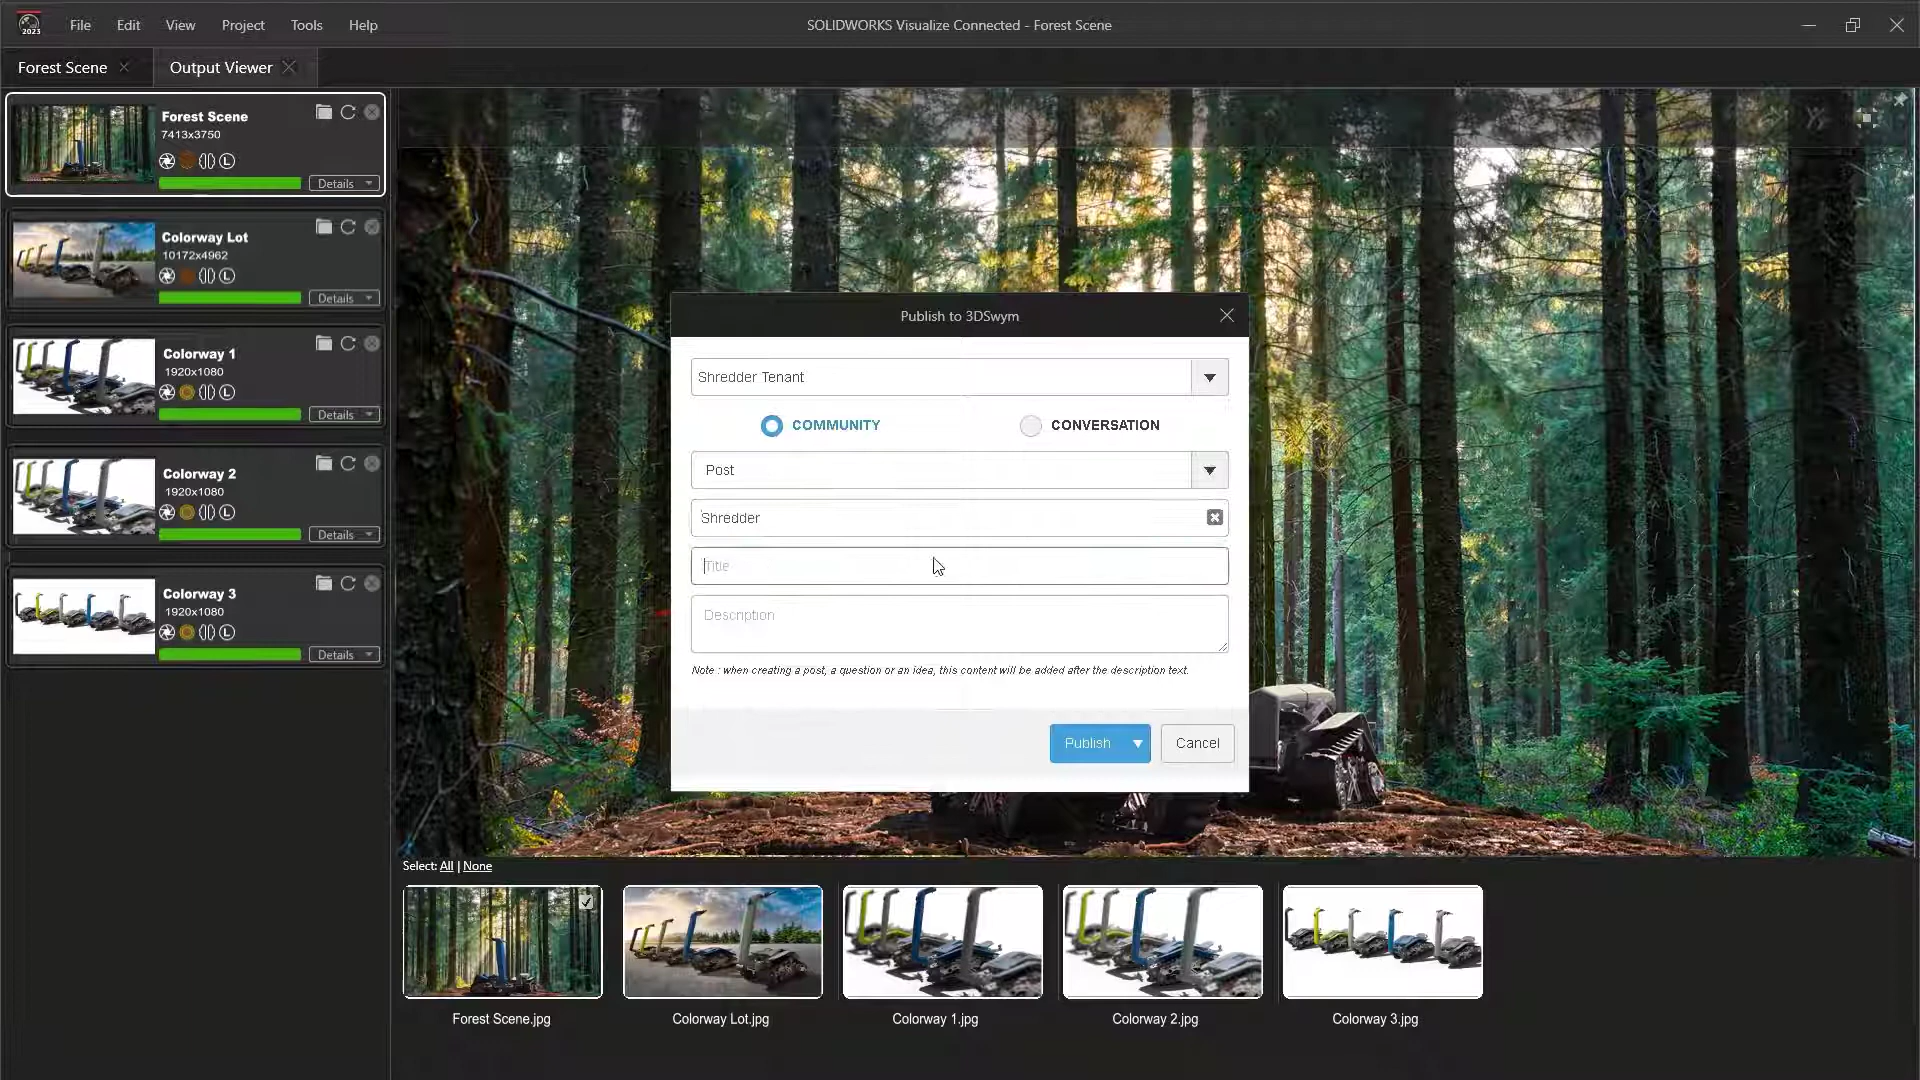 2023
File Edit View Project Tools Help
SOLIDWORKS Visualize Connected - Forest Scene
Forest Scene
Output Viewer
Forest Scene
7413x3750
L
Details
Colorway Lot
10172x4962
L
Details
Colorway 1
1920x1080
L
Details
Colorway 2
1920x1080
L
Details
Colorway 3
1920x1080
L
Details
Publish to 3DSwym
Shredder Tenant
COMMUNITY
CONVERSATION
Post
Shredder
Title
Description
Note : when creating a post, a question or an idea, this content will be added after the description text.
Publish
Cancel
Select: All | None
Forest Scene.jpg
Colorway Lot.jpg
Colorway 1.jpg
Colorway 2.jpg
Colorway 3.jpg